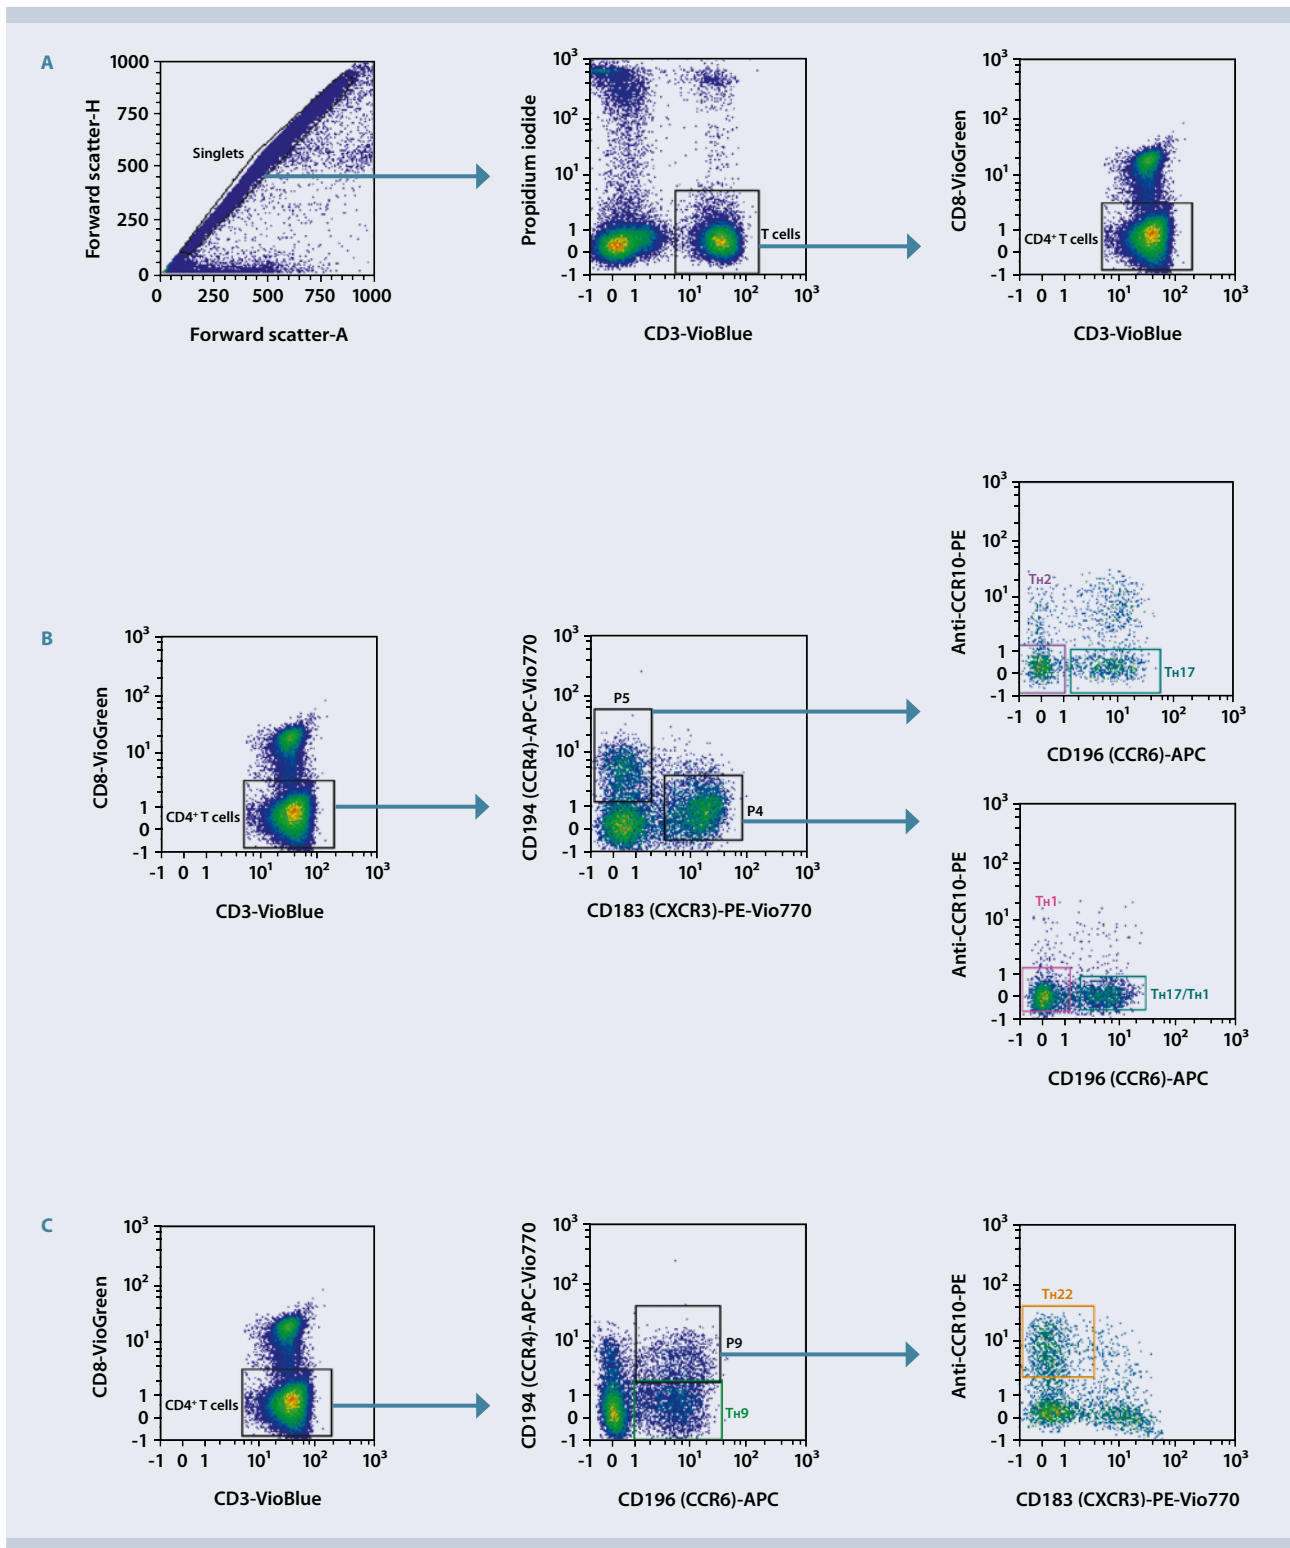 A
Forward scatter-H
1000
750
500
250
0
Singlets
0 250 500 750 1000
Forward scatter-A
Propidium iodide
10³
10²
10¹
1
0
-1
T cells
-1 0 1 10¹ 10² 10³
CD3-VioBlue
CD8-VioGreen
10³
10²
10¹
1
0
-1
CD4⁺ T cells
-1 0 1 10¹ 10² 10³
CD3-VioBlue
Anti-CCR10-PE
10³
10²
10¹
1
0
-1
TH2
TH17
-1 0 1 10¹ 10² 10³
CD196 (CCR6)-APC
B
CD8-VioGreen
10³
10²
10¹
1
0
-1
CD4⁺ T cells
-1 0 1 10¹ 10² 10³
CD3-VioBlue
CD194 (CCR4)-APC-Vio770
10³
10²
10¹
1
0
-1
P5
P4
-1 0 1 10¹ 10² 10³
CD183 (CXCR3)-PE-Vio770
Anti-CCR10-PE
10³
10²
10¹
1
0
-1
TH1
TH17/TH1
-1 0 1 10¹ 10² 10³
CD196 (CCR6)-APC
C
CD8-VioGreen
10³
10²
10¹
1
0
-1
CD4⁺ T cells
-1 0 1 10¹ 10² 10³
CD3-VioBlue
CD194 (CCR4)-APC-Vio770
10³
10²
10¹
1
0
-1
P9
TH9
-1 0 1 10¹ 10² 10³
CD196 (CCR6)-APC
Anti-CCR10-PE
10³
10²
10¹
1
0
-1
TH22
-1 0 1 10¹ 10² 10³
CD183 (CXCR3)-PE-Vio770